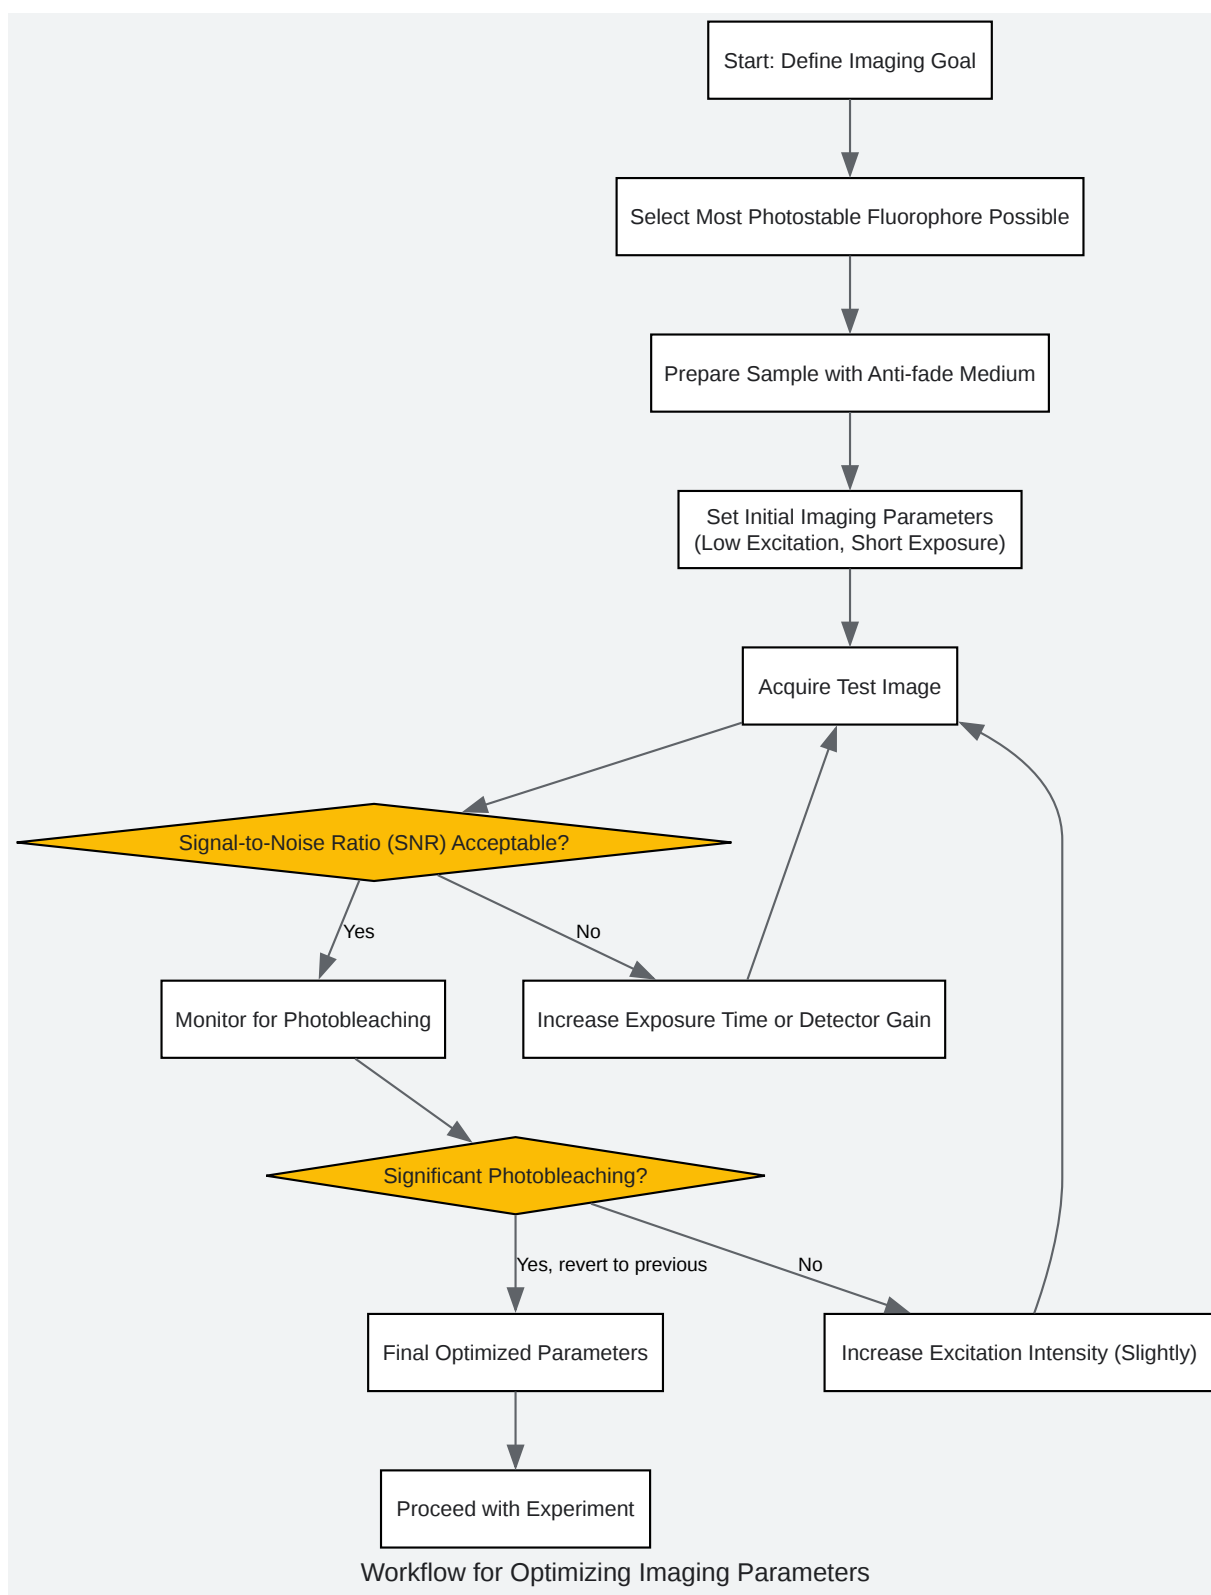 Start: Define Imaging Goal
Select Most Photostable Fluorophore Possible
Prepare Sample with Anti-fade Medium
Set Initial Imaging Parameters
(Low Excitation, Short Exposure)
Acquire Test Image
Signal-to-Noise Ratio (SNR) Acceptable?
Yes
No
Monitor for Photobleaching
Increase Exposure Time or Detector Gain
Significant Photobleaching?
Yes, revert to previous
No
Final Optimized Parameters
Increase Excitation Intensity (Slightly)
Proceed with Experiment
Workflow for Optimizing Imaging Parameters